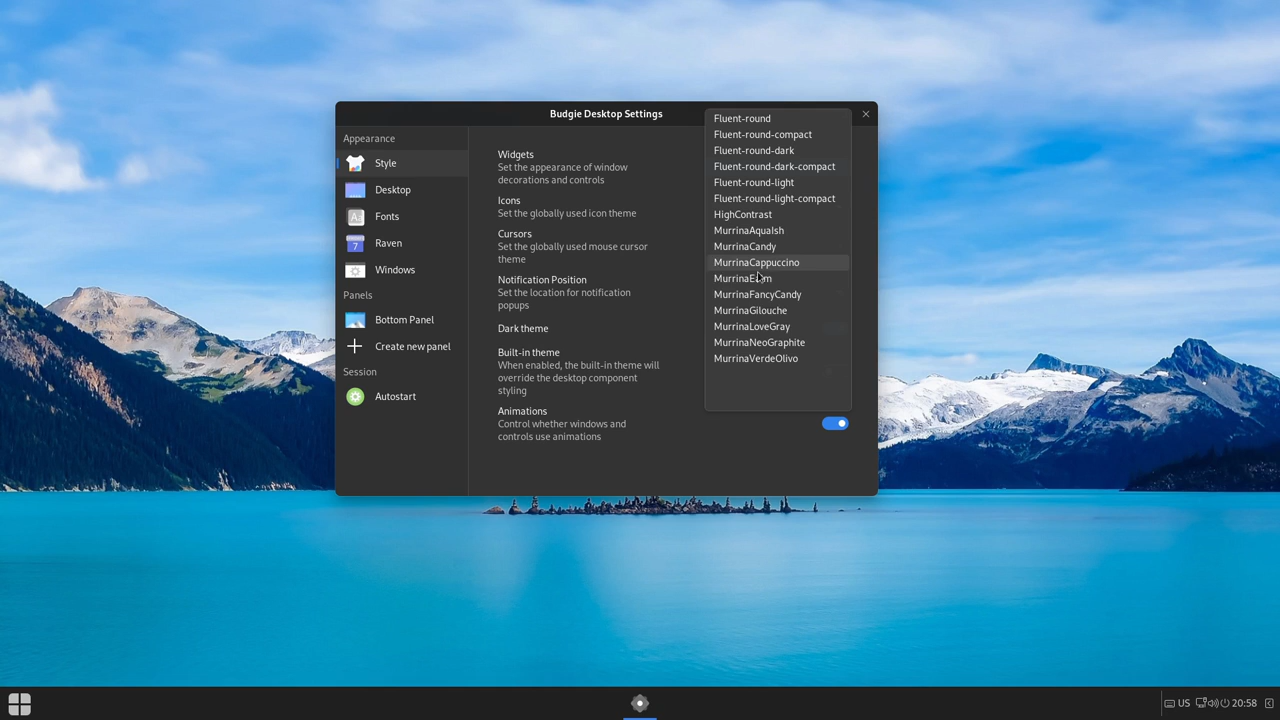 Budgie Desktop Settings
Appearance
Style
Desktop
Aa
Fonts
7
Raven
Windows
Panels
Bottom Panel
Create new panel
Session
Autostart
Widgets
Set the appearance of window
decorations and controls
Icons
Set the globally used icon theme
Cursors
Set the globally used mouse cursor
theme
Notification Position
Set the location for notification
popups
Dark theme
Built-in theme
When enabled, the built-in theme will
override the desktop component
styling
Animations
Control whether windows and
controls use animations
Fluent-round
Fluent-round-compact
Fluent-round-dark
Fluent-round-dark-compact
Fluent-round-light
Fluent-round-light-compact
HighContrast
MurrinaAquaIsh
MurrinaCandy
MurrinaCappuccino
MurrinaFancyCandy
MurrinaGilouche
MurrinaLoveGray
MurrinaNeoGraphite
MurrinaVerdeOlivo
US
20:58